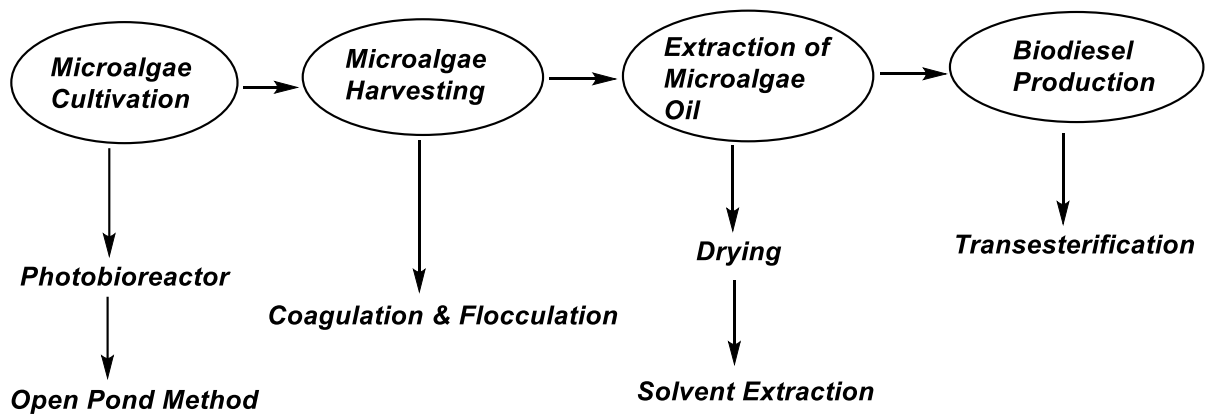 Microalgae
Cultivation
Microalgae
Harvesting
Extraction of
Microalgae
Oil
Biodiesel
Production
Photobioreactor
Open Pond Method
Coagulation & Flocculation
Drying
Solvent Extraction
Transesterification